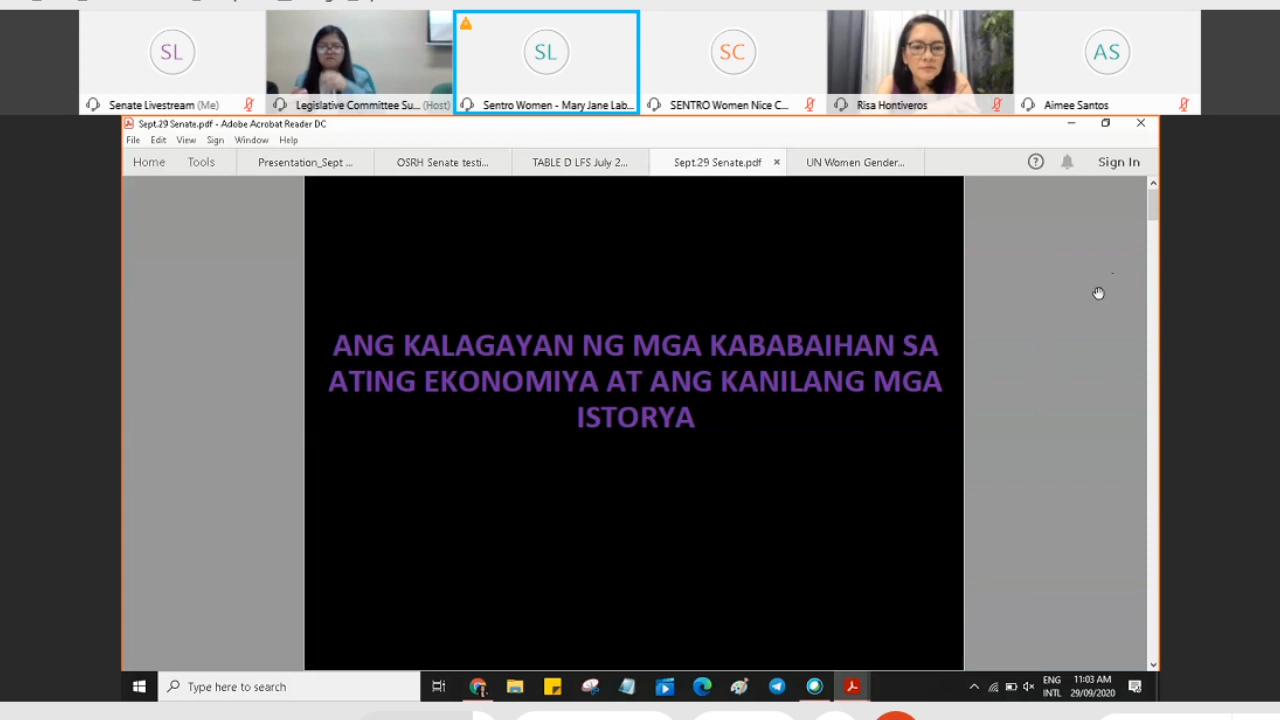 SL
SL
SC
AS
Senate Livestream (Me)
Legislative Committee Su... (Host)
Sentro Women - Mary Jane Lab...
SENTRO Women Nice C...
Risa Hontiveros
Aimee Santos
Sept.29 Senate.pdf - Adobe Acrobat Reader DC
File Edit View Sign Window Help
Home Tools Presentation_Sept ... OSRH Senate testi... TABLE D LFS July 2... Sept.29 Senate.pdf × UN Women Gender... Sign In
ANG KALAGAYAN NG MGA KABABAIHAN SA
ATING EKONOMIYA AT ANG KANILANG MGA
ISTORYA
Type here to search
ENG
INTL
11:03 AM
29/09/2020